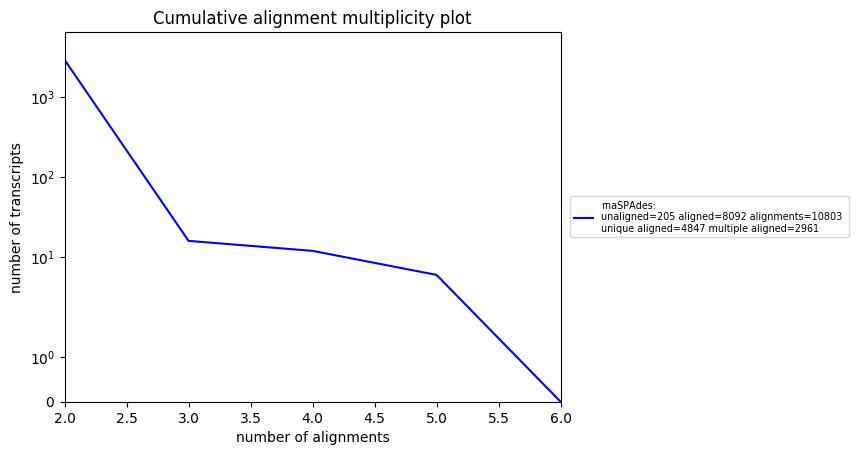 Cumulative alignment multiplicity plot
number of transcripts
10³
10²
10¹
10⁰
0
2.0 2.5 3.0 3.5 4.0 4.5 5.0 5.5 6.0
number of alignments
rnaSPAdes:
unaligned=205 aligned=8092 alignments=10803
unique aligned=4847 multiple aligned=2961